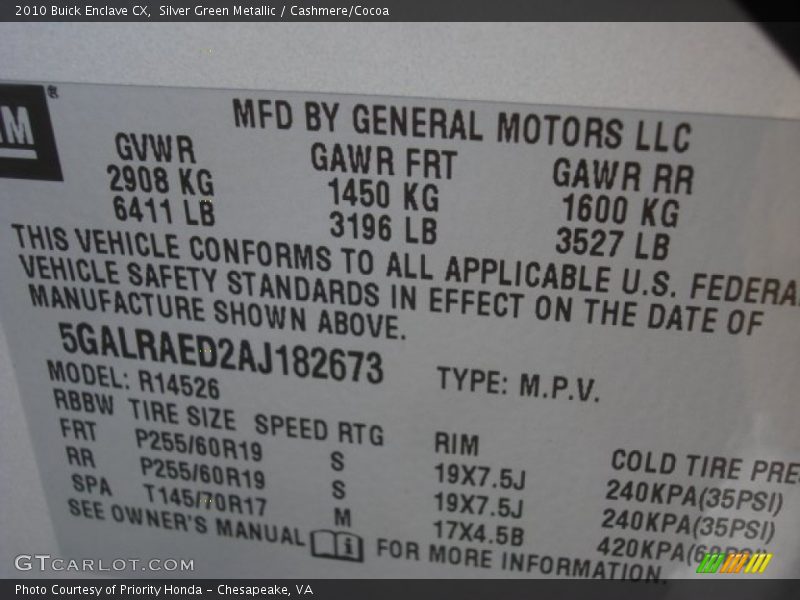 2010 Buick Enclave CX, Silver Green Metallic / Cashmere/Cocoa
MFD BY GENERAL MOTORS LLC
GVWR GAWR FRT GAWR RR
2908 KG 1450 KG 1600 KG
6411 LB 3196 LB 3527 LB
THIS VEHICLE CONFORMS TO ALL APPLICABLE U.S.
VEHICLE SAFETY STANDARDS IN EFFECT ON THE DATE OF
MANUFACTURE SHOWN ABOVE.
5GALRAED2AJ182673 TYPE: M.P.V.
MODEL: R14526
RBBW TIRE SIZE SPEED RTG RIM COLD TIRE
FRT P255/60R19 S 19X7.5J 240KPA(35PSI)
RR P255/60R19 S 19X7.5J 240KPA(35PSI)
SPA T145/70R17 M 17X4.5B 420KPA(60PSI)
SEE OWNER'S MANUAL FOR MORE INFORMATION.
GTCARLOT.COM
Photo Courtesy of Priority Honda - Chesapeake, VA